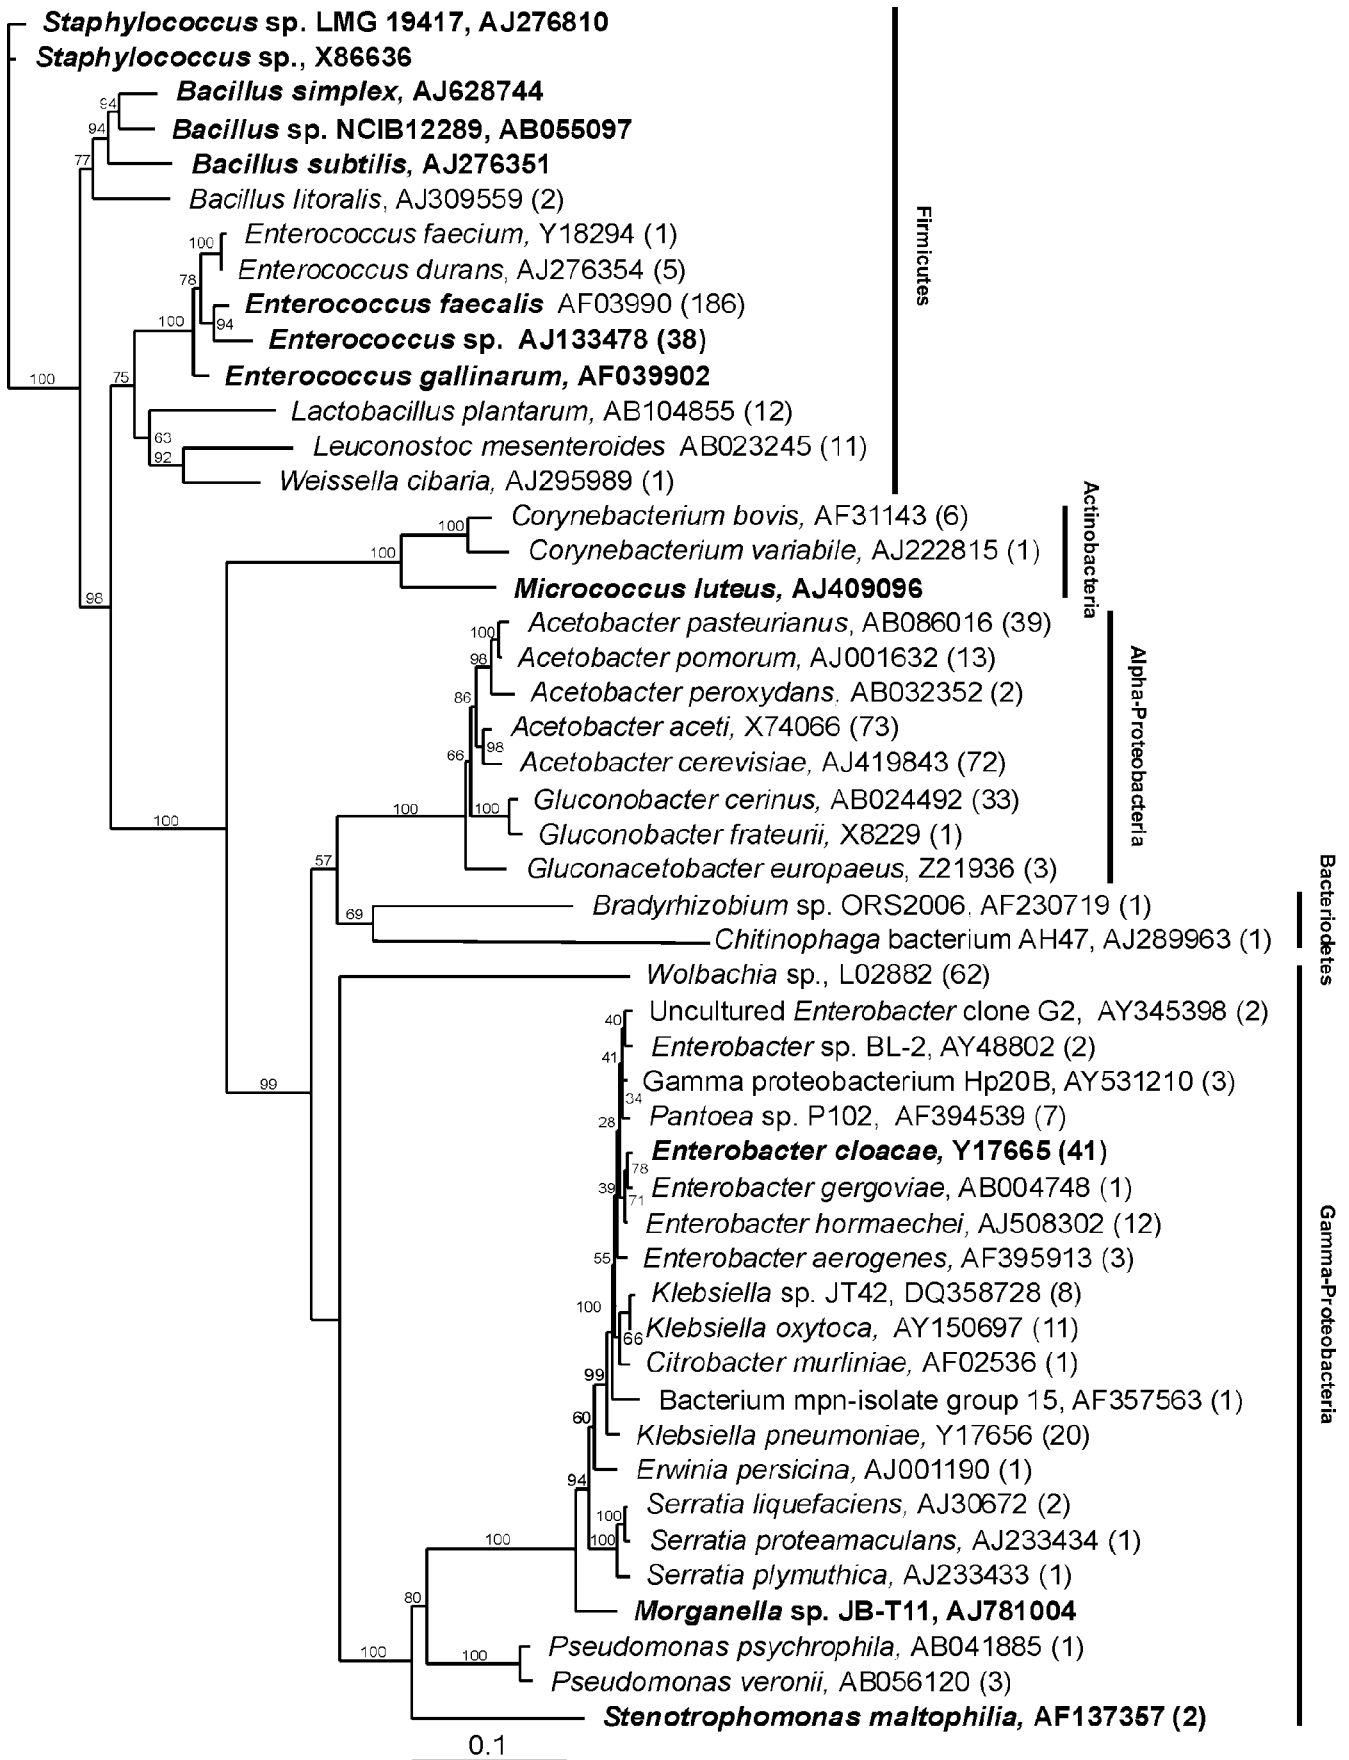 Staphylococcus sp. LMG 19417, AJ276810
Staphylococcus sp., X86636
Bacillus simplex, AJ628744
94
Bacillus sp. NCIB12289, AB055097
94
Bacillus subtilis, AJ276351
77
Bacillus litoralis, AJ309559 (2)
Firmicutes
Enterococcus faecium, Y18294 (1)
100
Enterococcus durans, AJ276354 (5)
78
Enterococcus faecalis AF03990 (186)
100
94
Enterococcus sp. AJ133478 (38)
Enterococcus gallinarum, AF039902
100
75
Lactobacillus plantarum, AB104855 (12)
63
Leuconostoc mesenteroides AB023245 (11)
92
Weissella cibaria, AJ295989 (1)
Actinobacteria
Corynebacterium bovis, AF31143 (6)
100
Corynebacterium variabile, AJ222815 (1)
100
Micrococcus luteus, AJ409096
98
Acetobacter pasteurianus, AB086016 (39)
100
Alpha-Proteobacteria
Acetobacter pomorum, AJ001632 (13)
98
Acetobacter peroxydans, AB032352 (2)
86
Acetobacter aceti, X74066 (73)
98
66
Acetobacter cerevisiae, AJ419843 (72)
Gluconobacter cerinus, AB024492 (33)
100
100
100
Gluconobacter frateurii, X8229 (1)
57
Gluconacetobacter europaeus, Z21936 (3)
Bacteriodetes
Bradyrhizobium sp. ORS2006, AF230719 (1)
69
Chitinophaga bacterium AH47, AJ289963 (1)
Wolbachia sp., L02882 (62)
Uncultured Enterobacter clone G2, AY345398 (2)
40
Enterobacter sp. BL-2, AY48802 (2)
41
Gamma proteobacterium Hp20B, AY531210 (3)
99
34
Pantoea sp. P102, AF394539 (7)
28
Enterobacter cloacae, Y17665 (41)
78
Enterobacter gergoviae, AB004748 (1)
39
71
Gamma-Proteobacteria
Enterobacter hormaechei, AJ508302 (12)
Enterobacter aerogenes, AF395913 (3)
55
Klebsiella sp. JT42, DQ358728 (8)
100
Klebsiella oxytoca, AY150697 (11)
66
Citrobacter murliniae, AF02536 (1)
99
Bacterium mpn-isolate group 15, AF357563 (1)
60
Klebsiella pneumoniae, Y17656 (20)
Erwinia persicina, AJ001190 (1)
94
Serratia liquefaciens, AJ30672 (2)
100
Serratia proteamaculans, AJ233434 (1)
100
100
Serratia plymuthica, AJ233433 (1)
80
Morganella sp. JB-T11, AJ781004
Pseudomonas psychrophila, AB041885 (1)
100
100
Pseudomonas veronii, AB056120 (3)
Stenotrophomonas maltophilia, AF137357 (2)
0.1